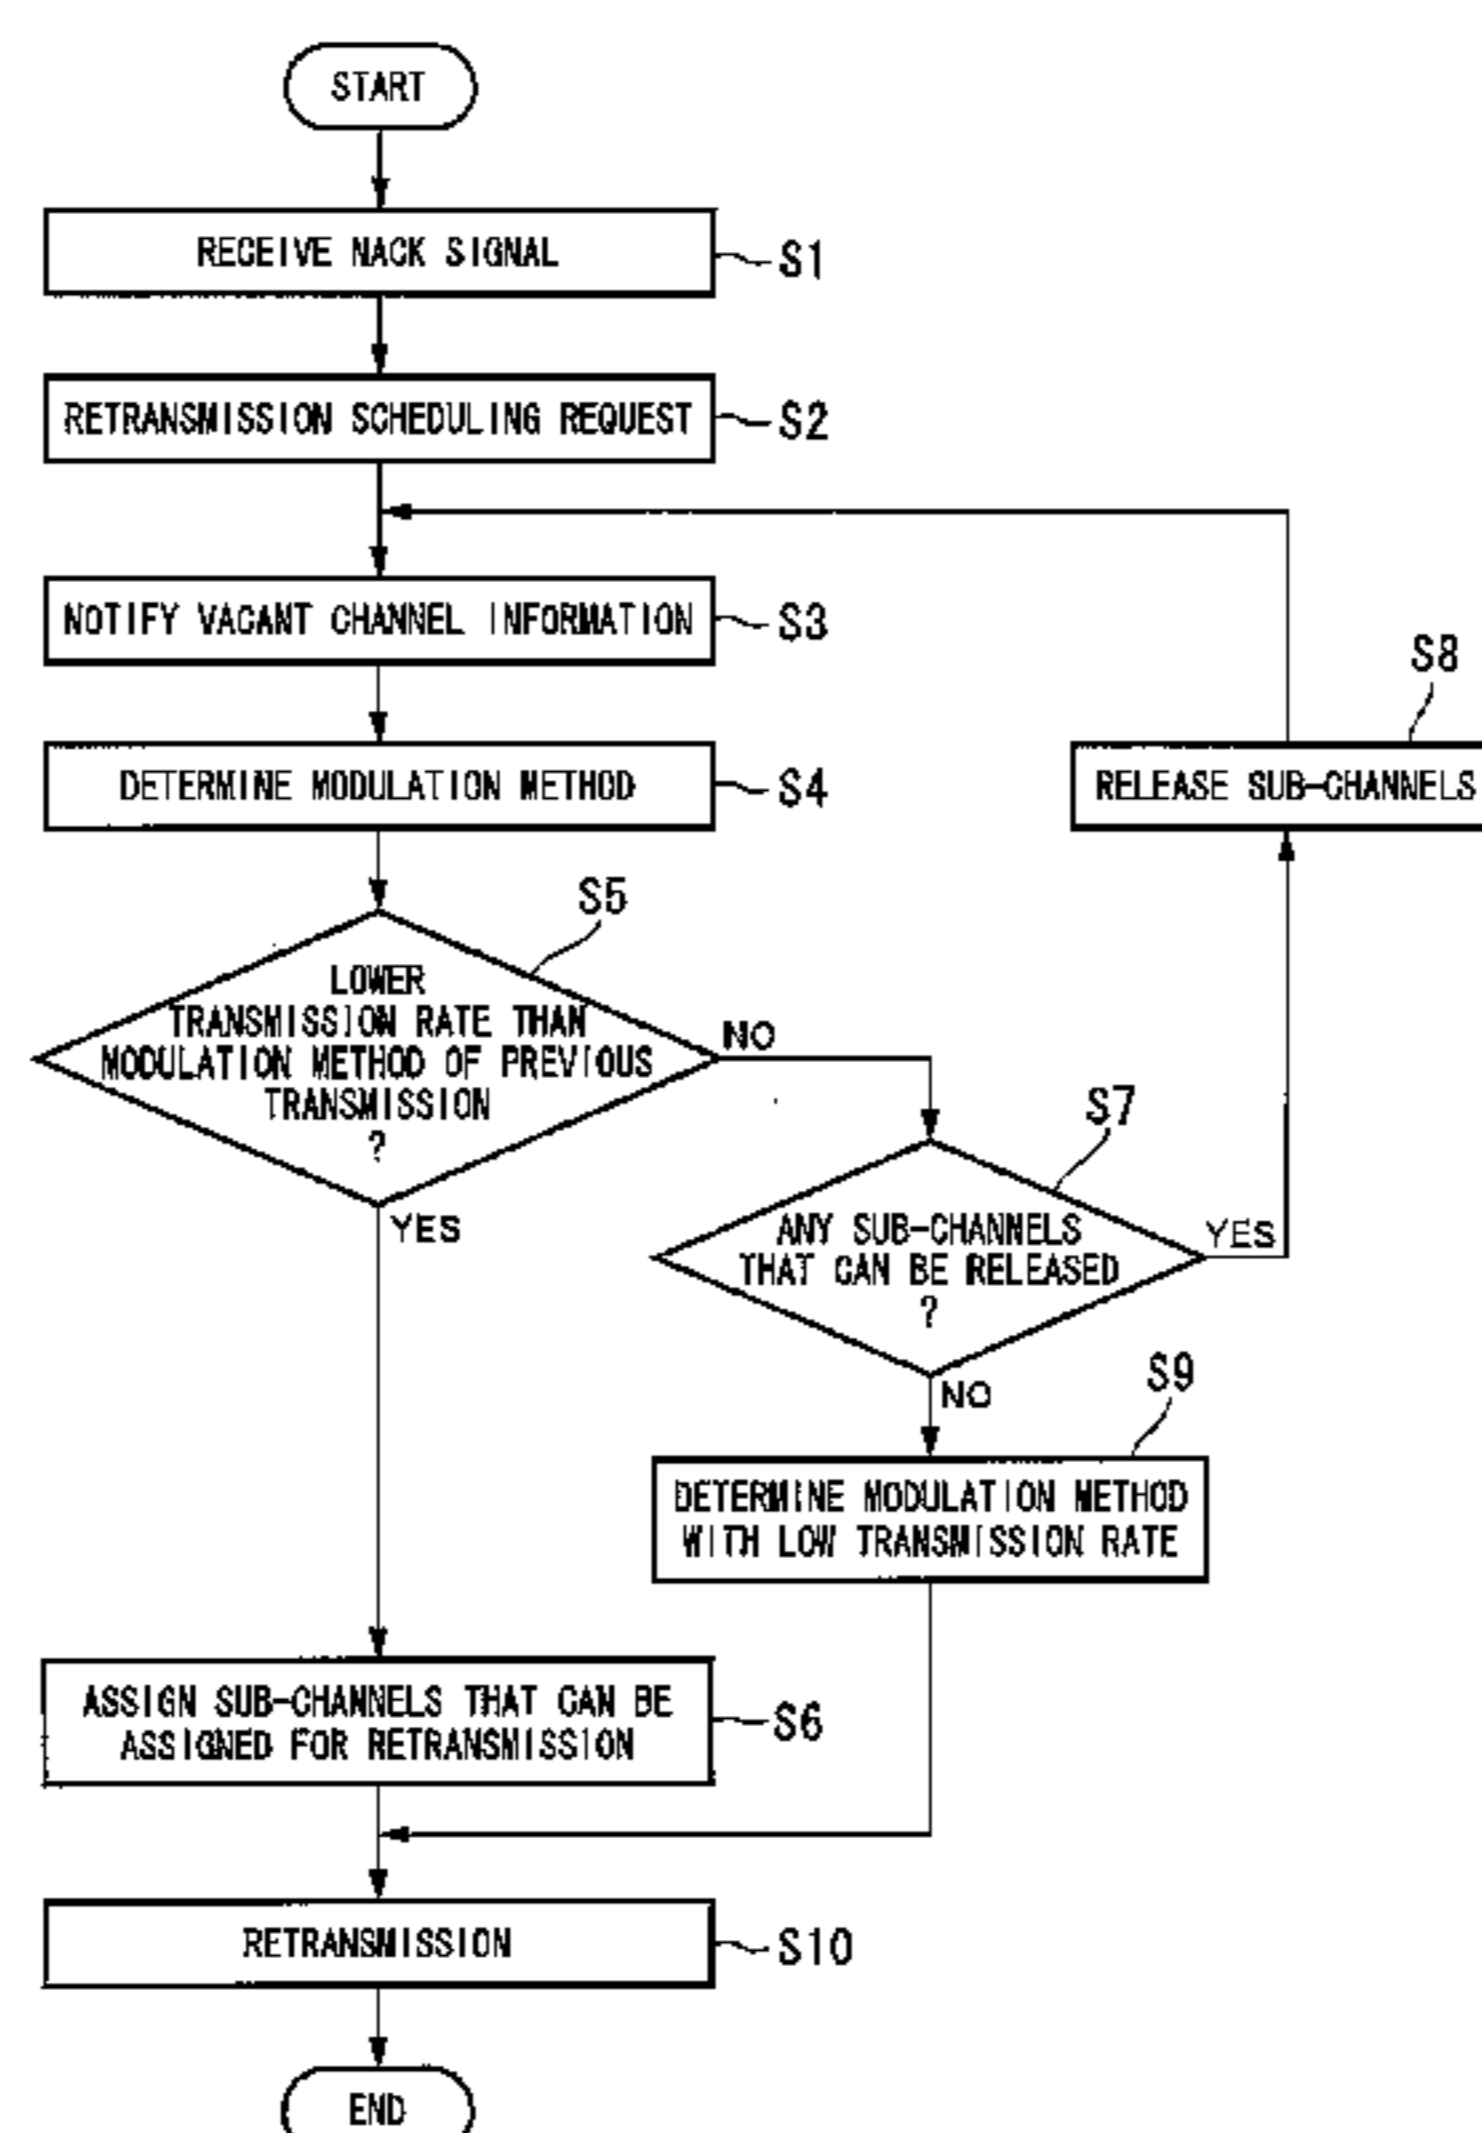 START
RECEIVE NACK SIGNAL
S1
RETRANSMISSION SCHEDULING REQUEST
S2
NOTIFY VACANT CHANNEL INFORMATION
S3
S8
DETERMINE MODULATION METHOD
S4
RELEASE SUB-CHANNELS
S5
LOWER
TRANSMISSION RATE THAN
MODULATION METHOD OF PREVIOUS
TRANSMISSION
?
NO
YES
S7
ANY SUB-CHANNELS
THAT CAN BE RELEASED
?
YES
NO
S9
DETERMINE MODULATION METHOD
WITH LOW TRANSMISSION RATE
ASSIGN SUB-CHANNELS THAT CAN BE
ASSIGNED FOR RETRANSMISSION
S6
RETRANSMISSION
S10
END